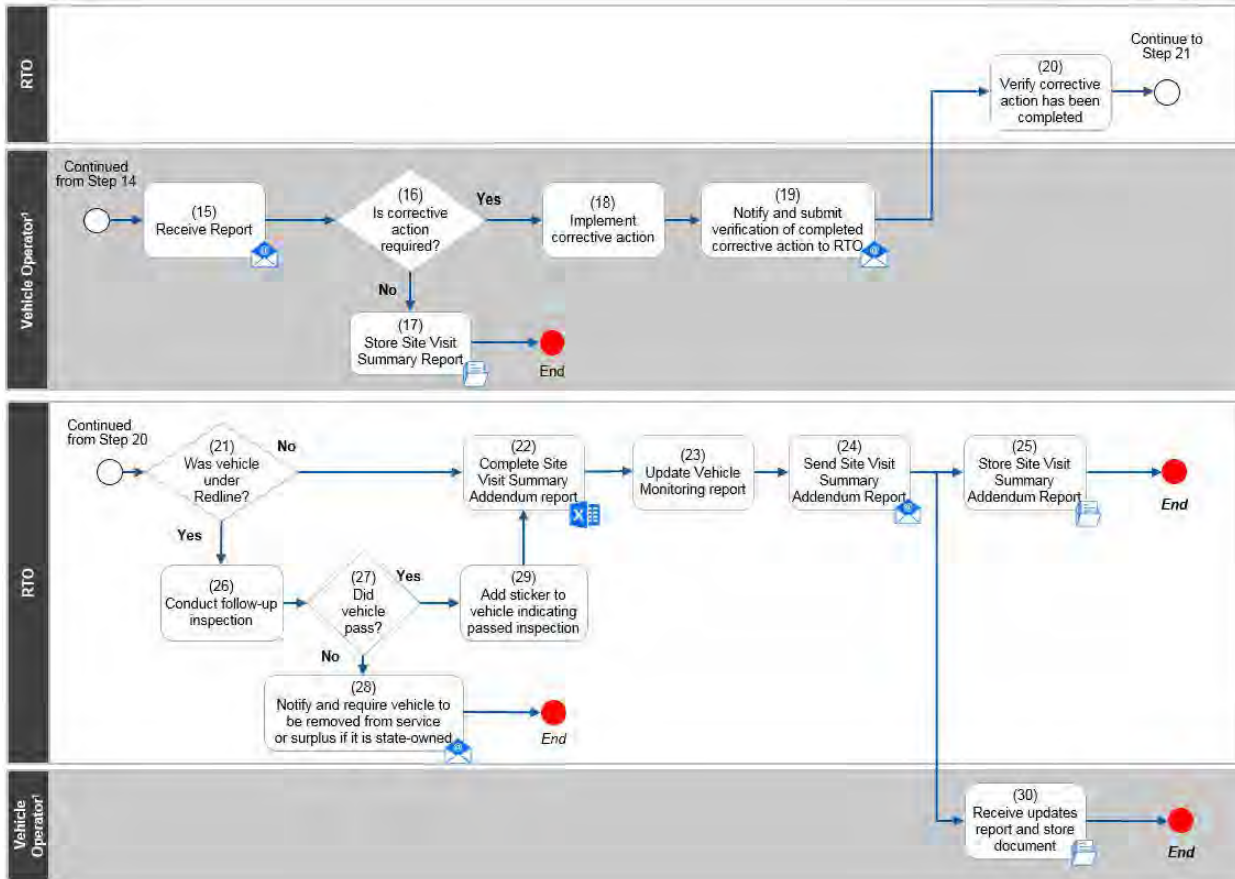 RTO
Continue to
Step 21
(20)
Verify corrective
action has been
completed
Vehicle Operator¹
Continued
from Step 14
(15)
Receive Report
(16)
Is corrective
action
required?
Yes
(18)
Implement
corrective action
(19)
Notify and submit
verification of completed
corrective action to RTO
No
(17)
Store Site Visit
Summary Report
End
RTO
Continued
from Step 20
(21)
Was vehicle
under
Redline?
No
(22)
Complete Site
Visit Summary
Addendum report
(23)
Update Vehicle
Monitoring report
(24)
Send Site Visit
Summary
Addendum Report
(25)
Store Site Visit
Summary
Addendum Report
End
Yes
(26)
Conduct follow-up
inspection
(27)
Did
vehicle
pass?
Yes
(29)
Add sticker to
vehicle indicating
passed inspection
No
(28)
Notify and require vehicle to
be removed from service
or surplus if it is state-owned
End
Vehicle
Operator¹
(30)
Receive updates
report and store
document
End